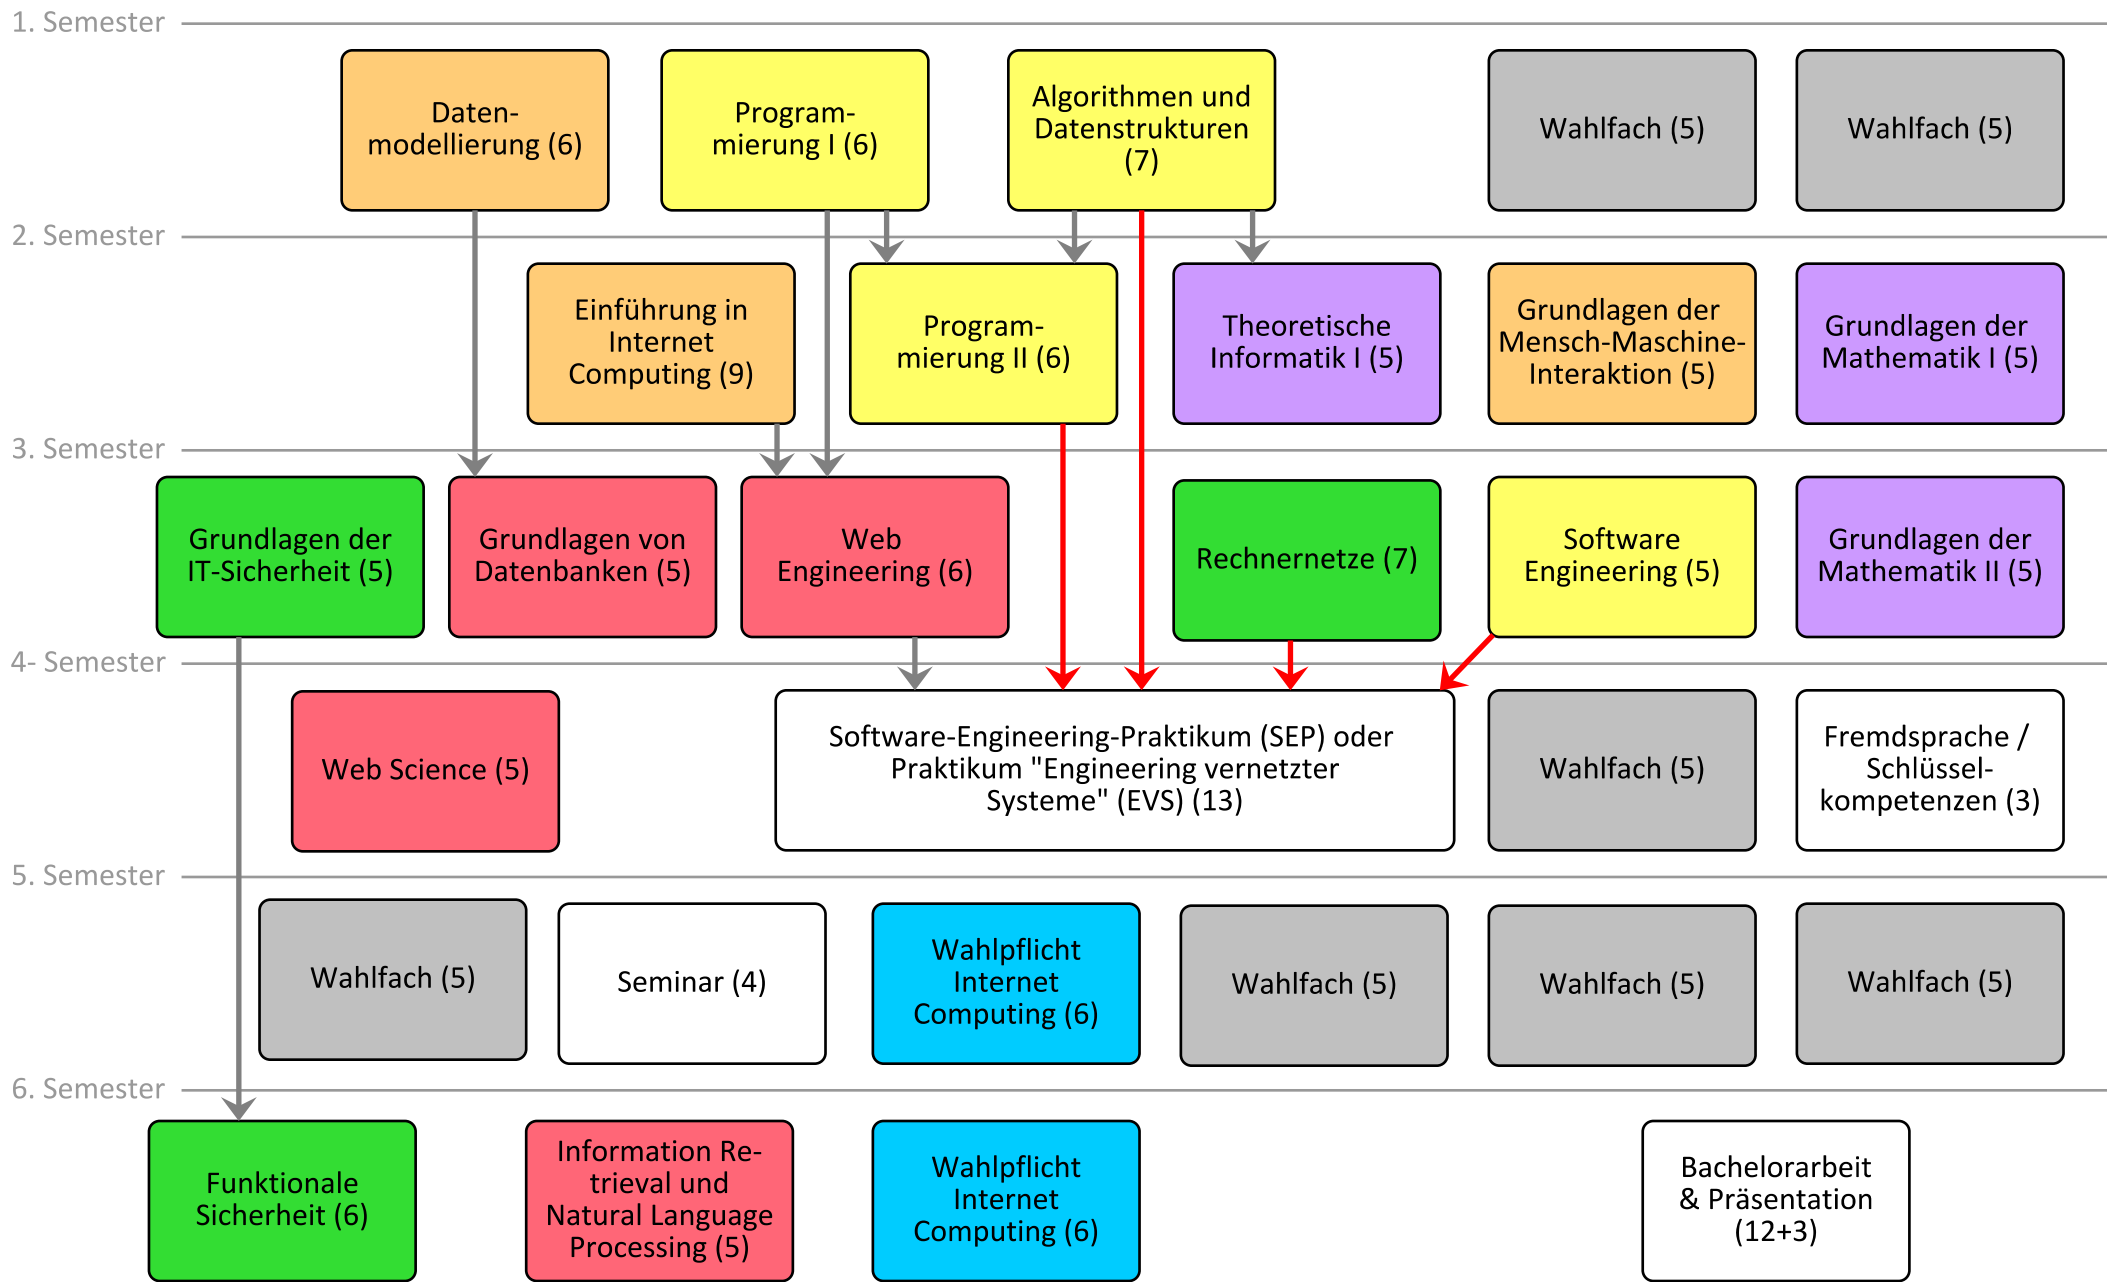 1. Semester
Daten-
modellierung (6)
Program-
mierung I (6)
Algorithmen und
Datenstrukturen
(7)
Wahlfach (5)
Wahlfach (5)
2. Semester
Einführung in
Internet
Computing (9)
Program-
mierung II (6)
Theoretische
Informatik I (5)
Grundlagen der
Mensch-Maschine-
Interaktion (5)
Grundlagen der
Mathematik I (5)
3. Semester
Grundlagen der
IT-Sicherheit (5)
Grundlagen von
Datenbanken (5)
Web
Engineering (6)
Rechnernetze (7)
Software
Engineering (5)
Grundlagen der
Mathematik II (5)
4- Semester
Web Science (5)
Software-Engineering-Praktikum (SEP) oder
Praktikum "Engineering vernetzter
Systeme" (EVS) (13)
Wahlfach (5)
Fremdsprache /
Schlüssel-
kompetenzen (3)
5. Semester
Wahlfach (5)
Seminar (4)
Wahlpflicht
Internet
Computing (6)
Wahlfach (5)
Wahlfach (5)
Wahlfach (5)
6. Semester
Funktionale
Sicherheit (6)
Information Re-
trieval und
Natural Language
Processing (5)
Wahlpflicht
Internet
Computing (6)
Bachelorarbeit
& Präsentation
(12+3)